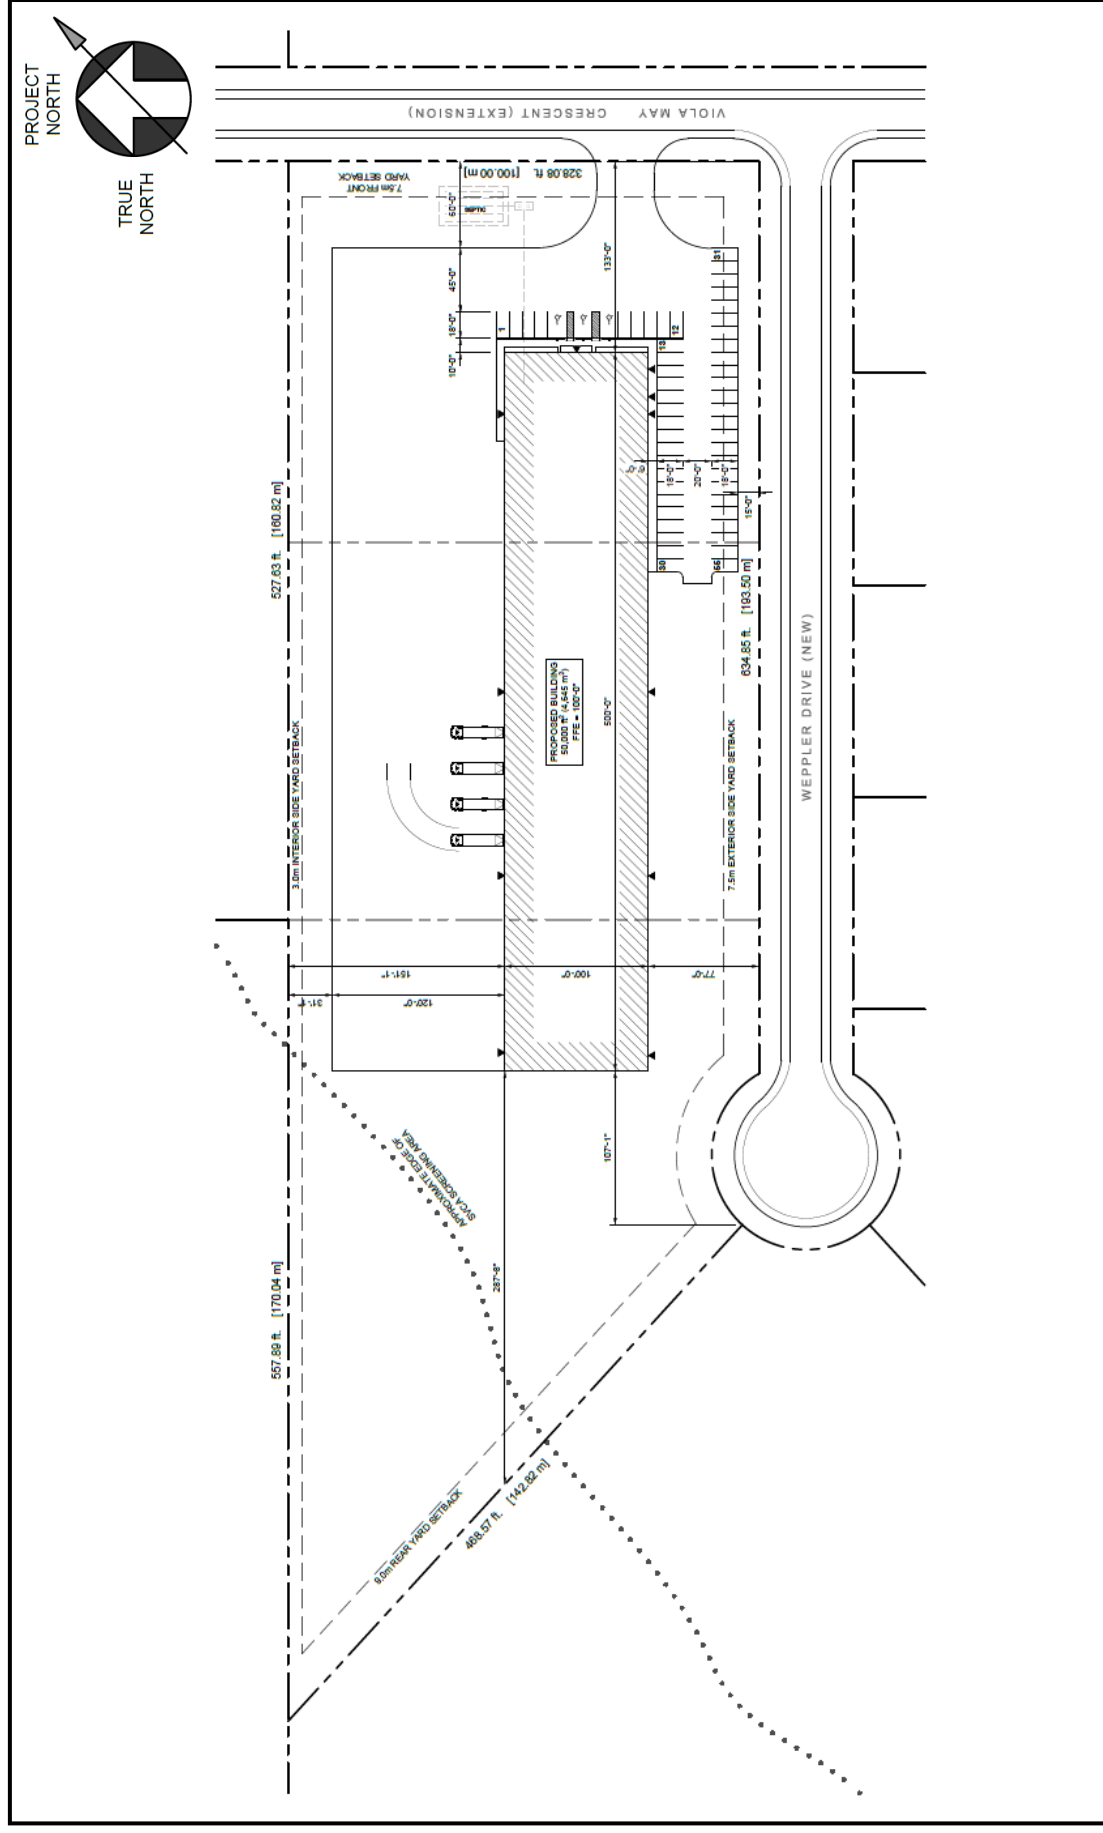 PROJECT
NORTH
TRUE
NORTH
VIOLA MAY CRESCENT (EXTENSION)
7.5m FRONT
YARD SETBACK
328.08 ft. [100.00 m]
60'-0"
133'-0"
45'-0"
18'-0"
10'-0"
1
12
13
31
6'-0"
18'-0"
20'-0"
18'-0"
15'-0"
30
55
527.63 ft. [160.82 m]
634.85 ft. [193.50 m]
WEPPLER DRIVE (NEW)
PROPOSED BUILDING
50,000 ft² (4,645 m²)
FFE = 100'-0"
500'-0"
3.0m INTERIOR SIDE YARD SETBACK
7.5m EXTERIOR SIDE YARD SETBACK
151'-1"
100'-0"
77'-0"
31'-1"
120'-0"
APPROXIMATE EDGE OF
SVCA SCREENING AREA
107'-1"
287'-8"
557.89 ft. [170.04 m]
9.0m REAR YARD SETBACK
468.57 ft. [142.82 m]